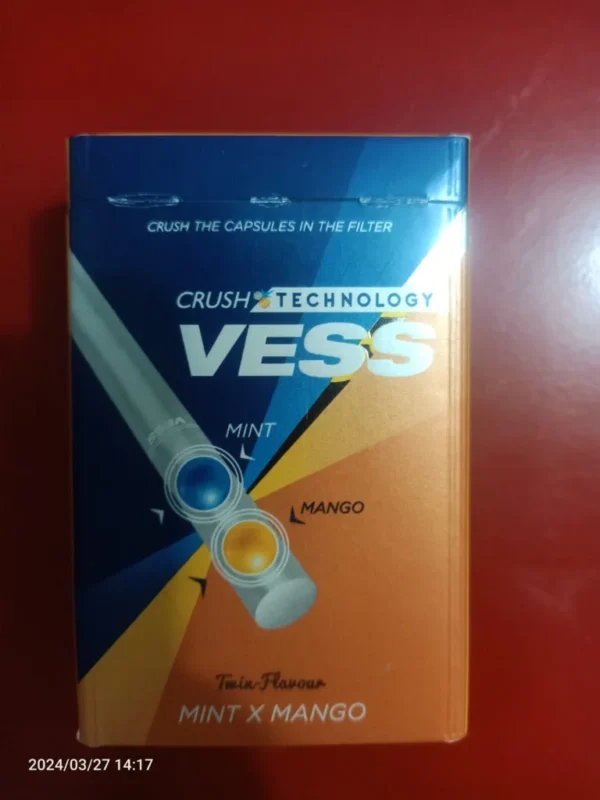 CRUSH THE CAPSULES IN THE FILTER
CRUSH TECHNOLOGY
VESS
MINT
MANGO
Twin-Flavour
MINT X MANGO
2024/03/27 14:17